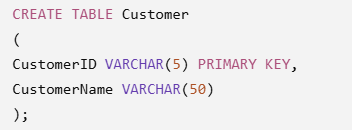 CREATE TABLE Customer
(
CustomerID VARCHAR(5) PRIMARY KEY,
CustomerName VARCHAR(50)
);